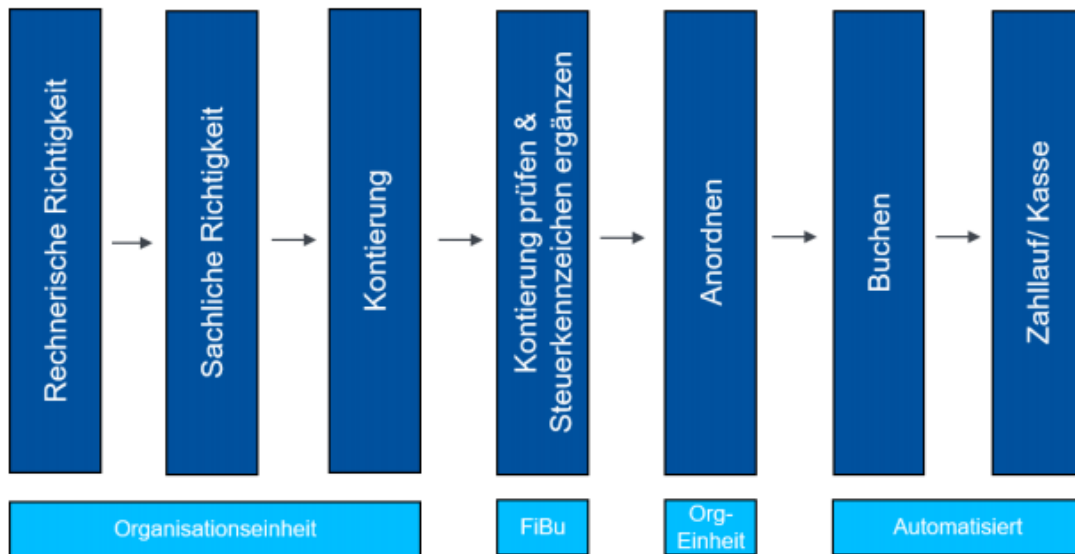 Rechnerische Richtigkeit
Sachliche Richtigkeit
Kontierung
Kontierung prüfen &
Steuerkennzeichen ergänzen
Anordnen
Buchen
Zahllauf/ Kasse
Organisationseinheit
FiBu
Org-
Einheit
Automatisiert